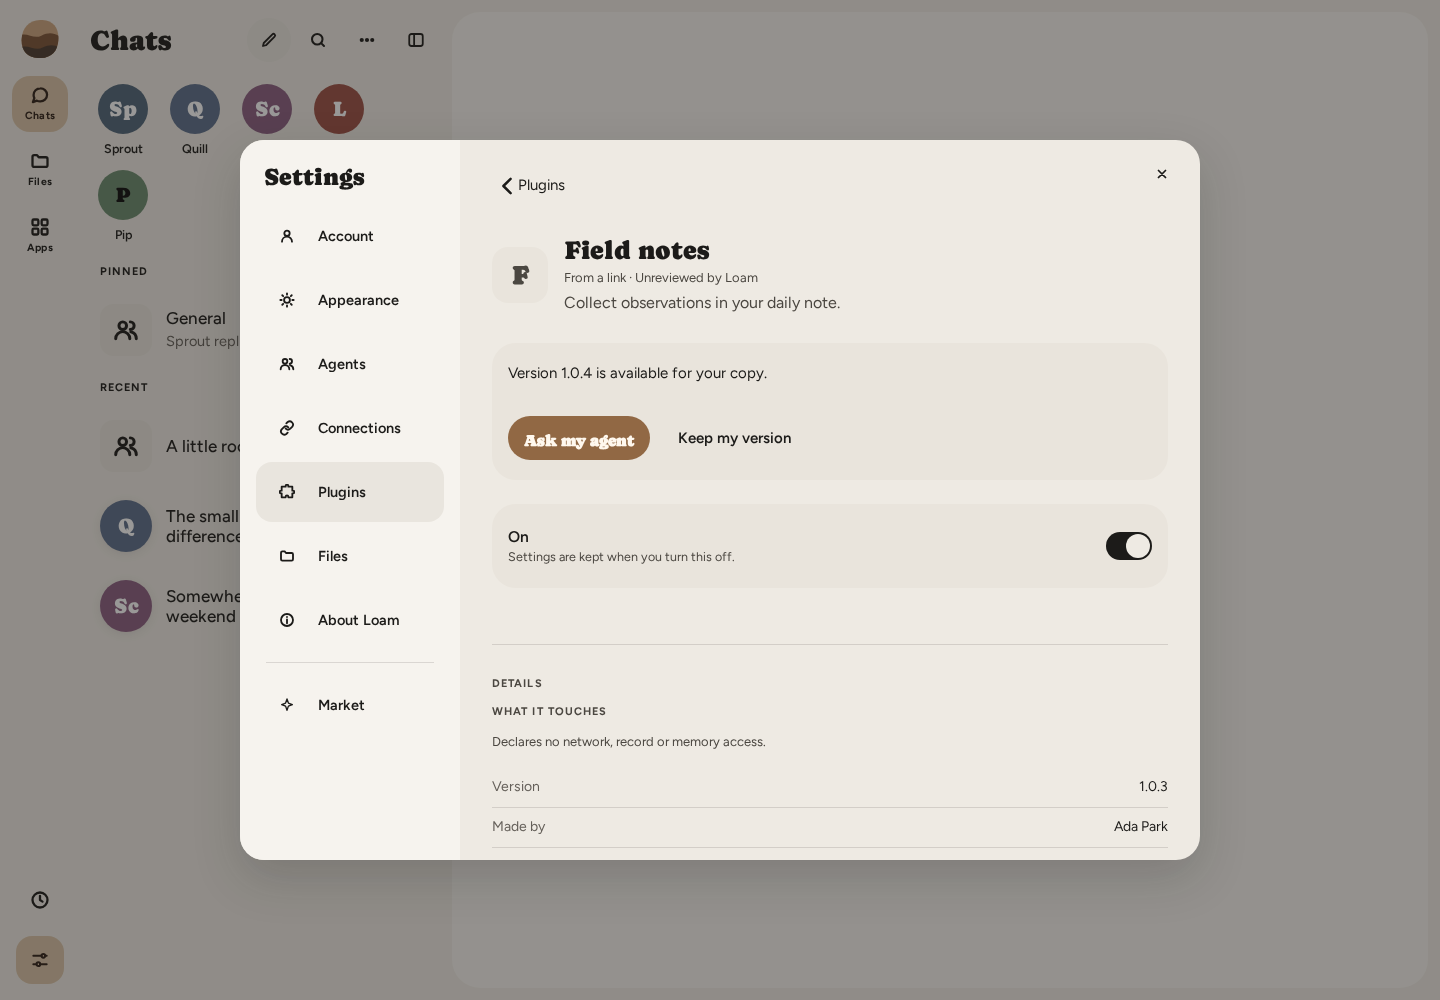 Chats
Chats
Files
Apps
Sp
Q
Sc
L
Sprout
Quill
P
Pip
PINNED
General
Sprout repl
RECENT
A little roo
Q
The small
difference
Sc
Somewhe
weekend
Settings
Account
Appearance
Agents
Connections
Plugins
Files
About Loam
Market
Plugins
F
Field notes
From a link · Unreviewed by Loam
Collect observations in your daily note.
Version 1.0.4 is available for your copy.
Ask my agent
Keep my version
On
Settings are kept when you turn this off.
DETAILS
WHAT IT TOUCHES
Declares no network, record or memory access.
Version 1.0.3
Made by Ada Park